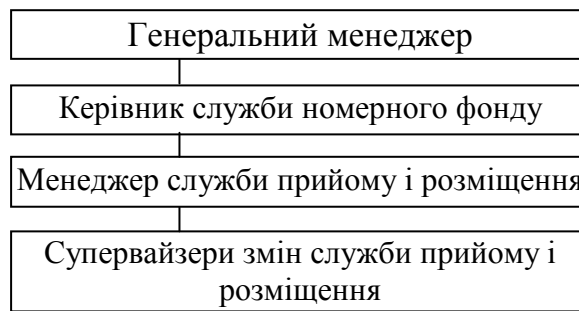 Генеральний менеджер
Керівник служби номерного фонду
Менеджер служби прийому і розміщення
Супервайзери змін служби прийому і
розміщення